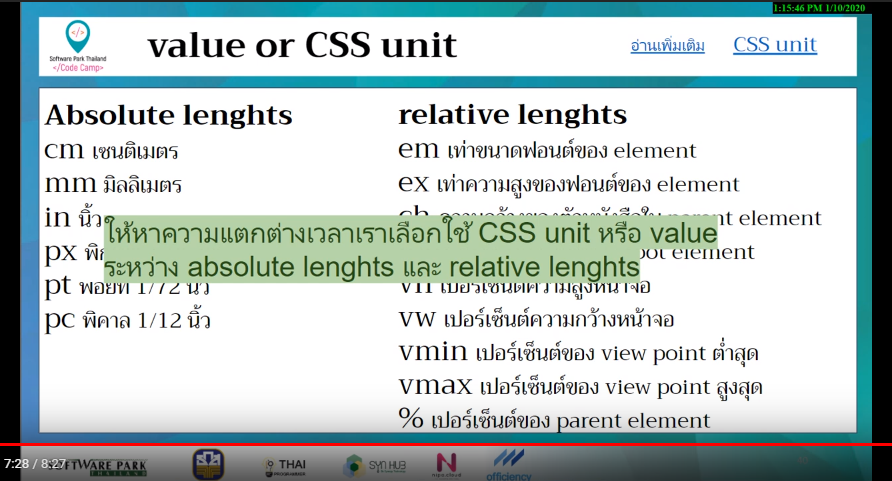 1:15:46 PM 1/10/2020
Software Park Thailand
</Code Camp>
value or CSS unit
อ่านเพิ่มเติม CSS unit
Absolute lenghts
cm เซนติเมตร
mm มิลลิเมตร
in นิ้ว
px
pt พอยท์ 1/72 นิ้ว
pc พิคาล 1/12 นิ้ว
relative lenghts
em เท่าขนาดฟอนต์ของ element
ex เท่าความสูงของฟอนต์ของ element
ch parent element
root element
vh เปอร์เซ็นต์ความสูงหน้าจอ
vw เปอร์เซ็นต์ความกว้างหน้าจอ
vmin เปอร์เซ็นต์ของ view point ต่ำสุด
vmax เปอร์เซ็นต์ของ view point สูงสุด
% เปอร์เซ็นต์ของ parent element
ให้หาความแตกต่างเวลาเราเลือกใช้ CSS unit หรือ value
ระหว่าง absolute lenghts และ relative lenghts
7:28 / 8:27
SOFTWARE PARK
THAILAND
THAI
PROGRAMMER
SYN HUB
officiency